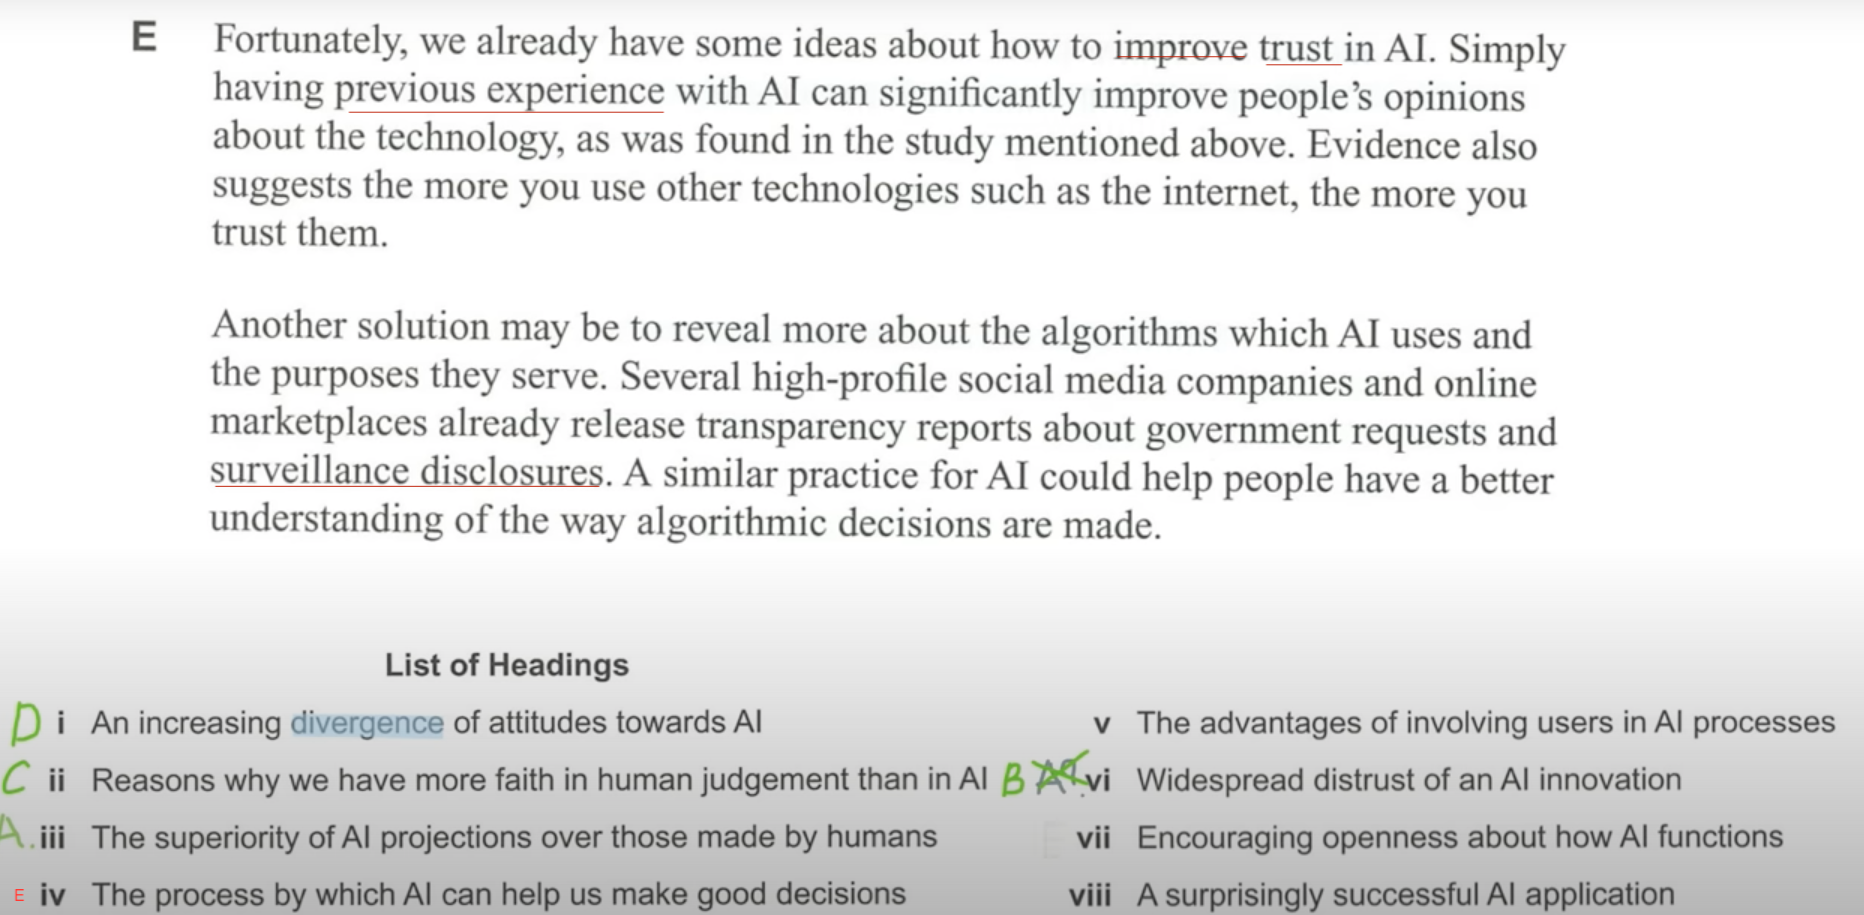 E Fortunately, we already have some ideas about how to improve trust in AI. Simply
having previous experience with AI can significantly improve people's opinions
about the technology, as was found in the study mentioned above. Evidence also
suggests the more you use other technologies such as the internet, the more you
trust them.
Another solution may be to reveal more about the algorithms which AI uses and
the purposes they serve. Several high-profile social media companies and online
marketplaces already release transparency reports about government requests and
surveillance disclosures. A similar practice for AI could help people have a better
understanding of the way algorithmic decisions are made.
List of Headings
D i An increasing divergence of attitudes towards AI
C ii Reasons why we have more faith in human judgement than in AI
A. iii The superiority of AI projections over those made by humans
E iv The process by which AI can help us make good decisions
v The advantages of involving users in AI processes
B vi Widespread distrust of an AI innovation
E vii Encouraging openness about how AI functions
viii A surprisingly successful AI application